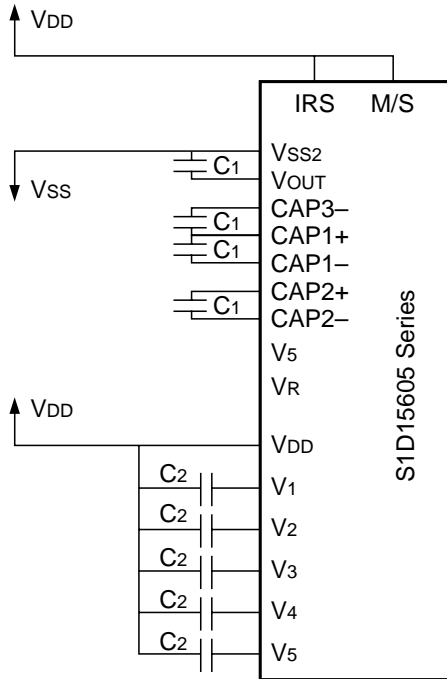 VDD
IRS M/S
VSS2
C1
VSS
VOUT
CAP3–
C1
CAP1+
C1
CAP1–
CAP2+
C1
CAP2–
V5
VR
S1D15605 Series
VDD
VDD
C2
V1
C2
V2
C2
V3
C2
V4
C2
V5